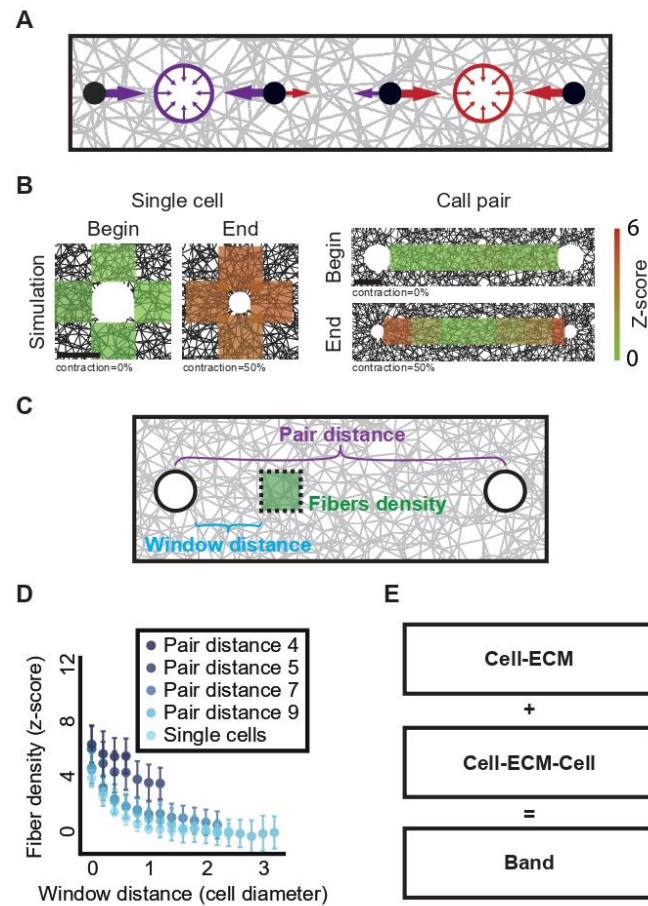 A
B
Single cell
Call pair
Begin
End
Simulation
contraction=0%
contraction=50%
Begin
contraction=0%
End
contraction=50%
6
Z-score
0
C
Pair distance
Fibers density
Window distance
D
E
Fiber density (z-score)
12
8
4
0
Pair distance 4
Pair distance 5
Pair distance 7
Pair distance 9
Single cells
0
1
2
3
Window distance (cell diameter)
Cell-ECM
+
Cell-ECM-Cell
=
Band